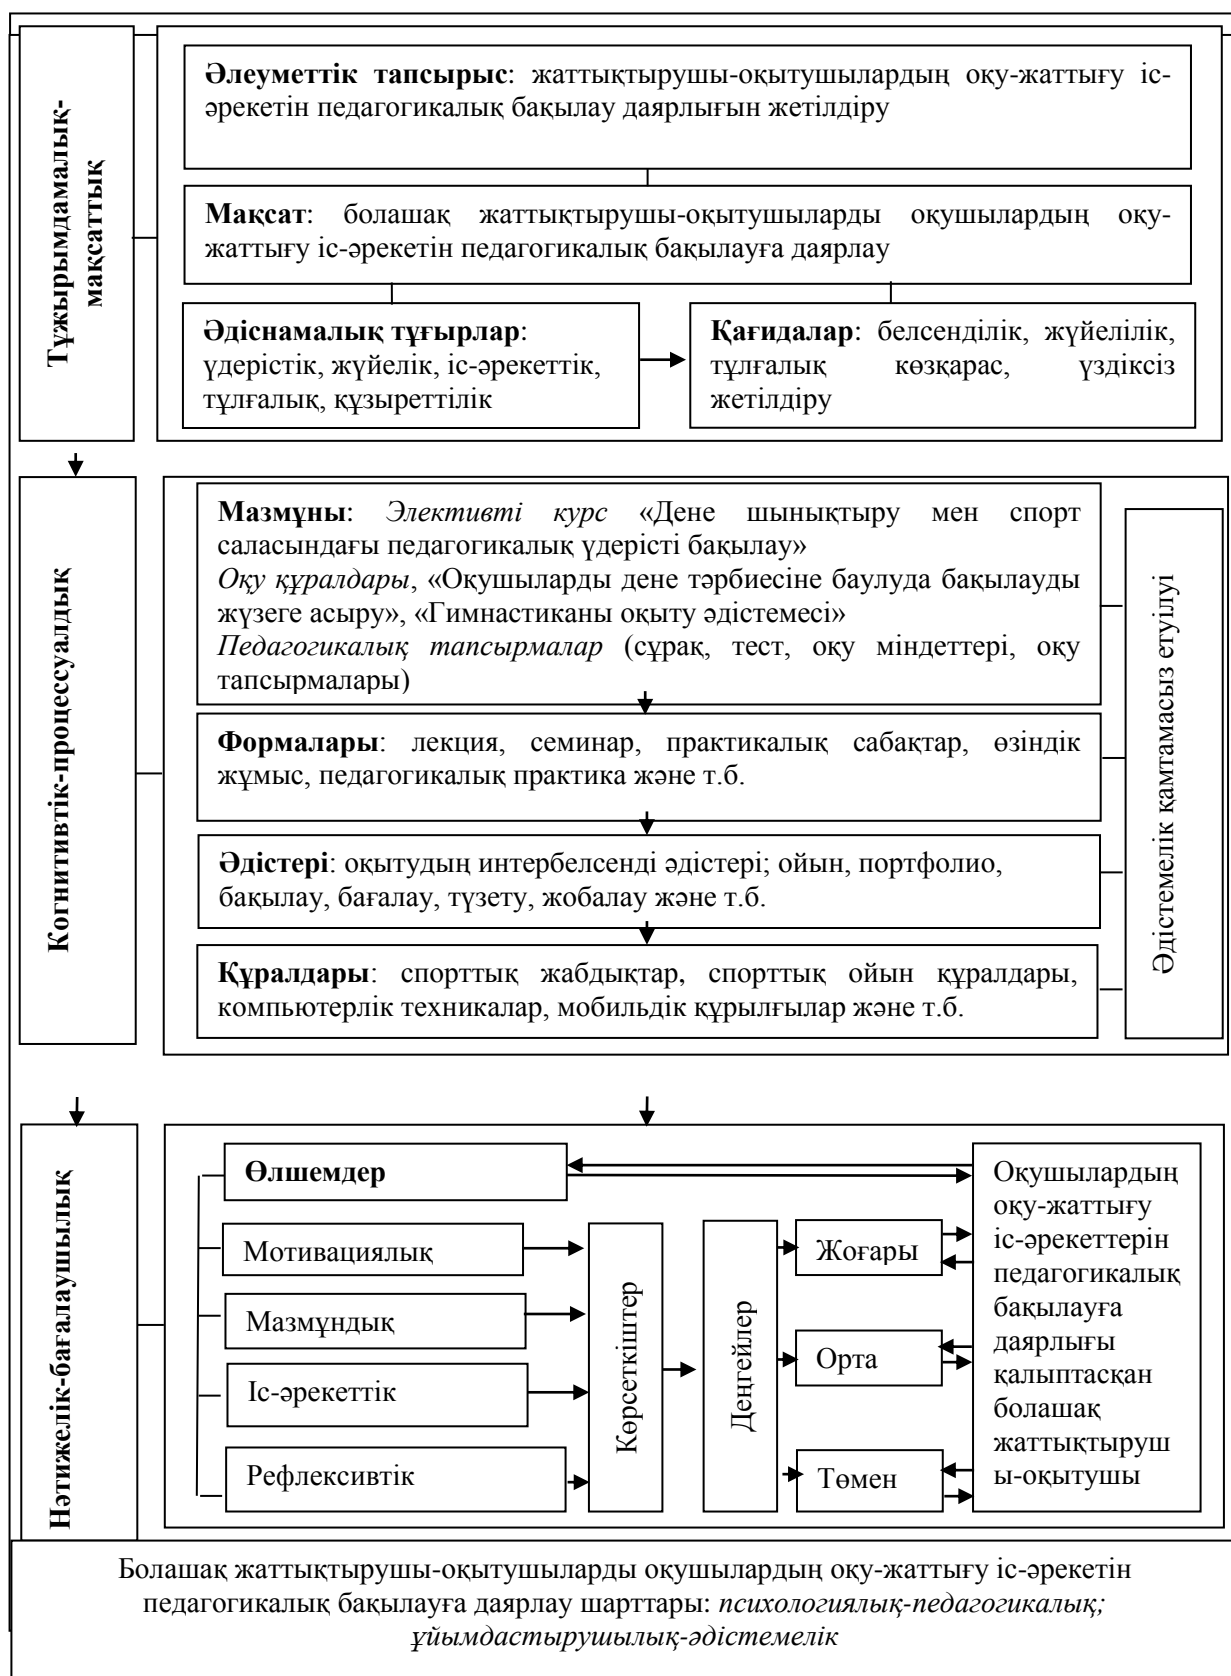 Тұжырымдамалық-
мақсаттық
Әлеуметтік тапсырыс: жаттықтырушы-оқытушылардың оқу-жаттығу іс-
әрекетін педагогикалық бақылау даярлығын жетілдіру
Мақсат: болашақ жаттықтырушы-оқытушыларды оқушылардың оқу-
жаттығу іс-әрекетін педагогикалық бақылауға даярлау
Әдіснамалық тұғырлар:
үдерістік, жүйелік, іс-әрекеттік,
тұлғалық, құзыреттілік
Қағидалар: белсенділік, жүйелілік,
тұлғалық көзқарас, үздіксіз
жетілдіру
Когнивтік-процессуалдық
Мазмұны: Элективті курс «Дене шынықтыру мен спорт
саласындағы педагогикалық үдерісті бақылау»
Оқу құралдары, «Оқушыларды дене тәрбиесіне баулуда бақылауды
жүзеге асыру», «Гимнастиканы оқыту әдістемесі»
Педагогикалық тапсырмалар (сұрақ, тест, оқу міндеттері, оқу
тапсырмалары)
Формалары: лекция, семинар, практикалық сабақтар, өзіндік
жұмыс, педагогикалық практика және т.б.
Әдістері: оқытудың интербелсенді әдістері; ойын, портфолио,
бақылау, бағалау, түзету, жобалау және т.б.
Құралдары: спорттық жабдықтар, спорттық ойын құралдары,
компьютерлік техникалар, мобильдік құрылғылар және т.б.
Әдістемелік қамтамасыз етуілуі
Нәтижелік-бағалаушылық
Өлшемдер
Мотивациялық
Мазмұндық
Іс-әрекеттік
Рефлексивтік
Көрсеткіштер
Деңгейлер
Жоғары
Орта
Төмен
Оқушылардың
оқу-жаттығу
іс-әрекеттерін
педагогикалық
бақылауға
даярлығы
қалыптасқан
болашақ
жаттықтыруш
ы-оқытушы
Болашақ жаттықтырушы-оқытушыларды оқушылардың оқу-жаттығу іс-әрекетін
педагогикалық бақылауға даярлау шарттары: психологиялық-педагогикалық;
ұйымдастырушылық-әдістемелік